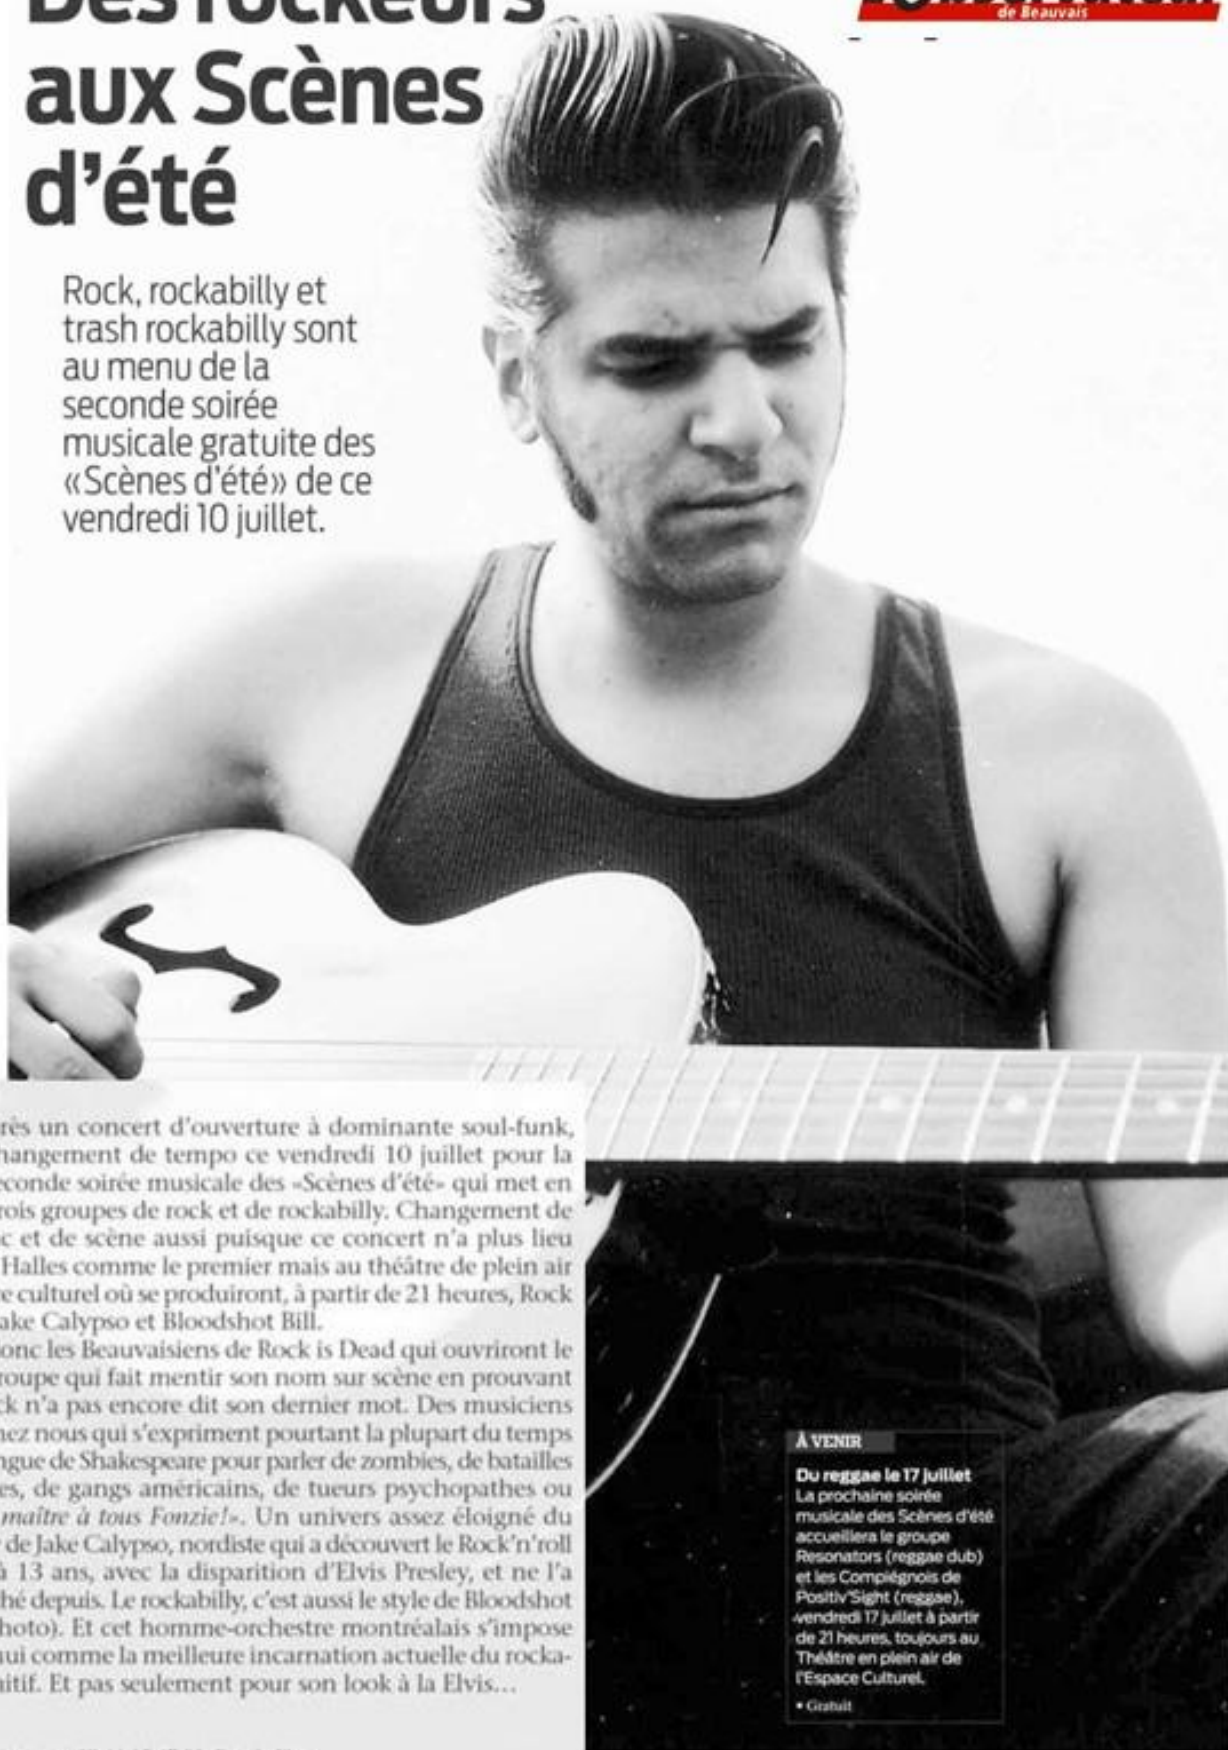 Des rockeurs
aux Scènes
d'été
de Beauvais
Rock, rockabilly et
trash rockabilly sont
au menu de la
seconde soirée
musicale gratuite des
«Scènes d'été» de ce
vendredi 10 juillet.
rès un concert d'ouverture à dominante soul-funk,
hangement de tempo ce vendredi 10 juillet pour la
econde soirée musicale des «Scènes d'été» qui met en
rois groupes de rock et de rockabilly. Changement de
c et de scène aussi puisque ce concert n'a plus lieu
Halles comme le premier mais au théâtre de plein air
e culturel où se produiront, à partir de 21 heures, Rock
ake Calypso et Bloodshot Bill.
onc les Beauvaisiens de Rock is Dead qui ouvriront le
roupe qui fait mentir son nom sur scène en prouvant
ck n'a pas encore dit son dernier mot. Des musiciens
hez nous qui s'expriment pourtant la plupart du temps
ngue de Shakespeare pour parler de zombies, de batailles
es, de gangs américains, de tueurs psychopathes ou
maître à tous Fonzie!». Un univers assez éloigné du
de Jake Calypso, nordiste qui a découvert le Rock'n'roll
à 13 ans, avec la disparition d'Elvis Presley, et ne l'a
hé depuis. Le rockabilly, c'est aussi le style de Bloodshot
hoto). Et cet homme-orchestre montréalais s'impose
ui comme la meilleure incarnation actuelle du rocka-
itif. Et pas seulement pour son look à la Elvis...
À VENIR
Du reggae le 17 juillet
La prochaine soirée
musicale des Scènes d'été
accueillera le groupe
Resonators (reggae dub)
et les Compiégnois de
Positiv'Sight (reggae),
vendredi 17 juillet à partir
de 21 heures, toujours au
Théâtre en plein air de
l'Espace Culturel.
• Gratuit